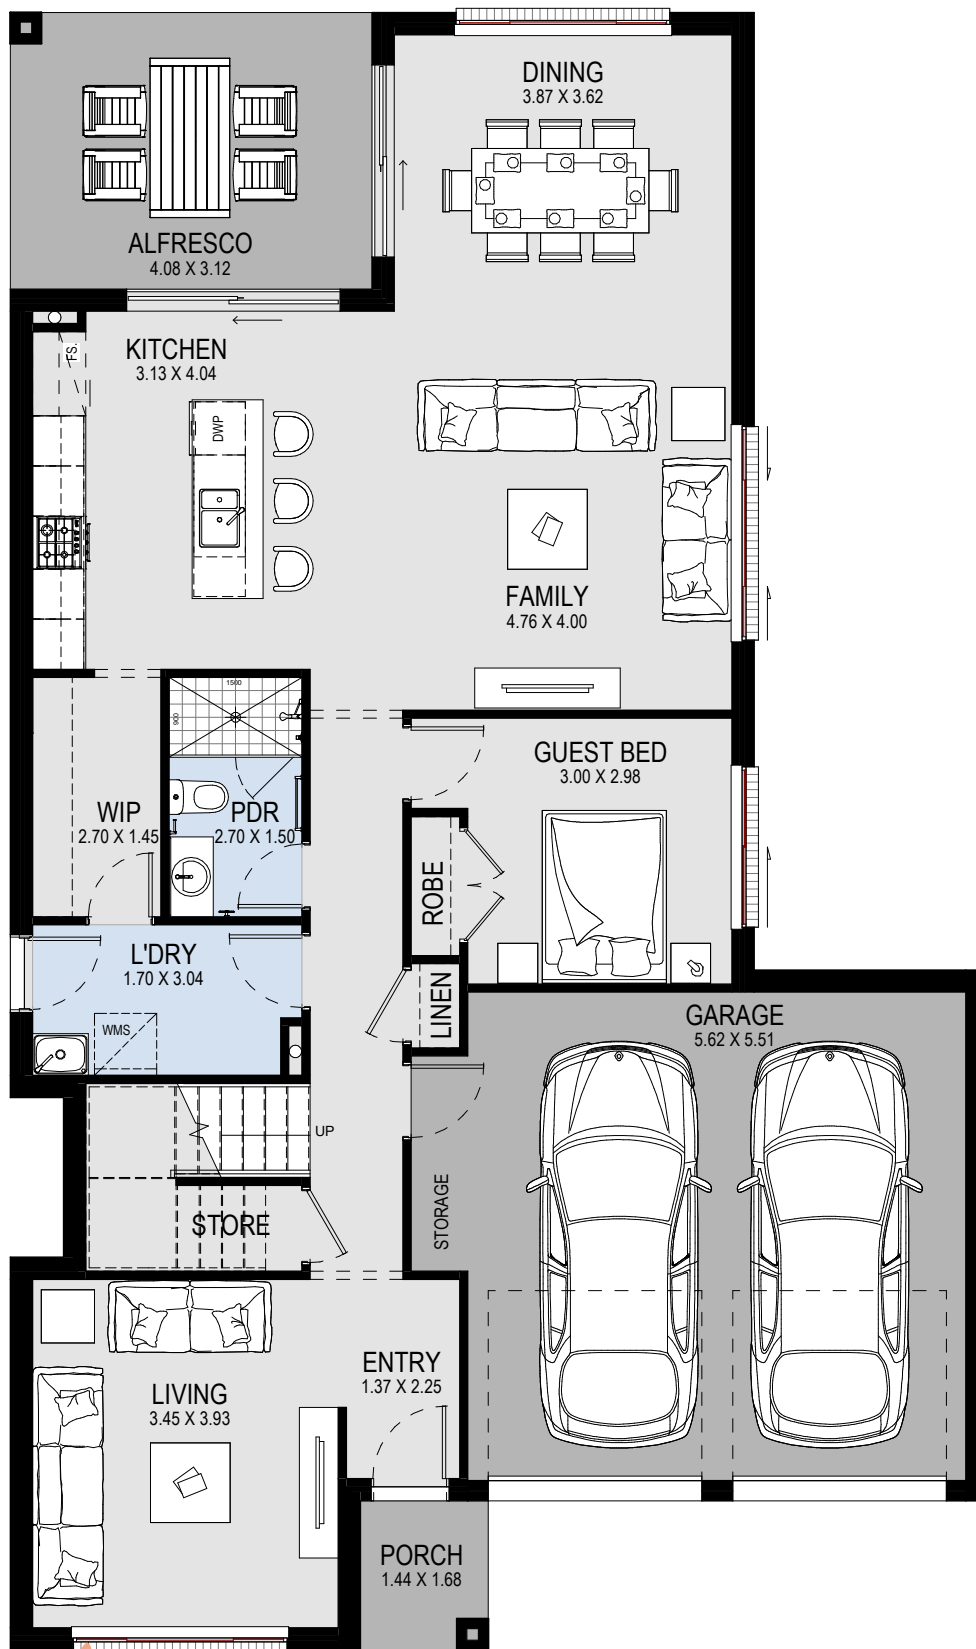 DINING
3.87 X 3.62
ALFRESCO
4.08 X 3.12
KITCHEN
3.13 X 4.04
FS.
DWP
FAMILY
4.76 X 4.00
1500
900
GUEST BED
3.00 X 2.98
WIP
2.70 X 1.45
PDR
2.70 X 1.50
ROBE
L'DRY
1.70 X 3.04
LINEN
WMS
GARAGE
5.62 X 5.51
UP
STORAGE
STORE
ENTRY
1.37 X 2.25
LIVING
3.45 X 3.93
PORCH
1.44 X 1.68